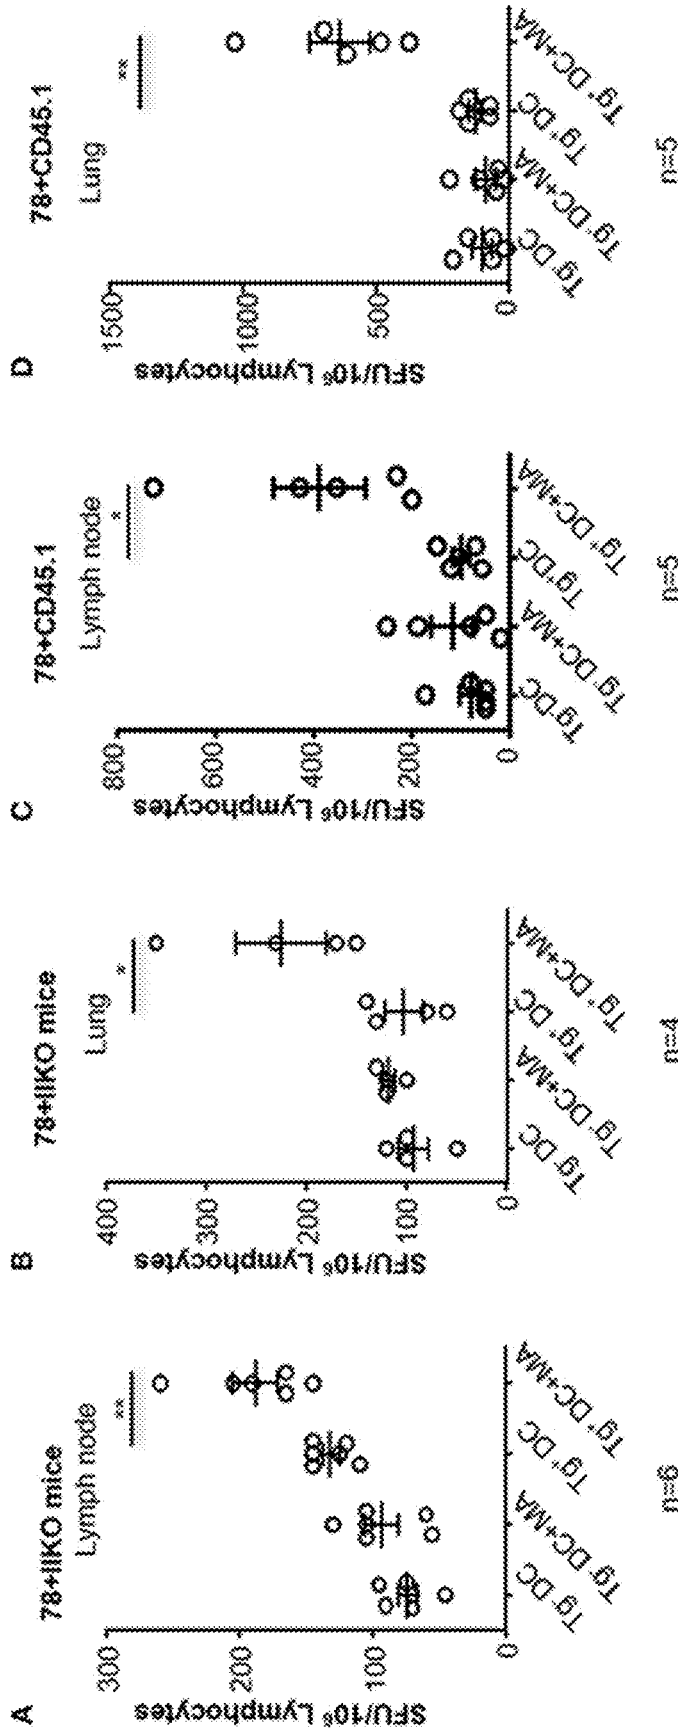 A
78+IIKO mice
Lymph node
**
SFU/10⁶ Lymphocytes
300
200
100
0
Tg⁻DC
Tg⁻DC+MA
Tg⁺DC
Tg⁺DC+MA
n=6
B
78+IIKO mice
Lung
*
SFU/10⁶ Lymphocytes
400
300
200
100
0
Tg⁻DC
Tg⁻DC+MA
Tg⁺DC
Tg⁺DC+MA
n=4
C
78+CD45.1
Lymph node
*
SFU/10⁶ Lymphocytes
800
600
400
200
0
Tg⁻DC
Tg⁻DC+MA
Tg⁺DC
Tg⁺DC+MA
n=5
D
78+CD45.1
Lung
**
SFU/10⁶ Lymphocytes
1500
1000
500
0
Tg⁻DC
Tg⁻DC+MA
Tg⁺DC
Tg⁺DC+MA
n=5